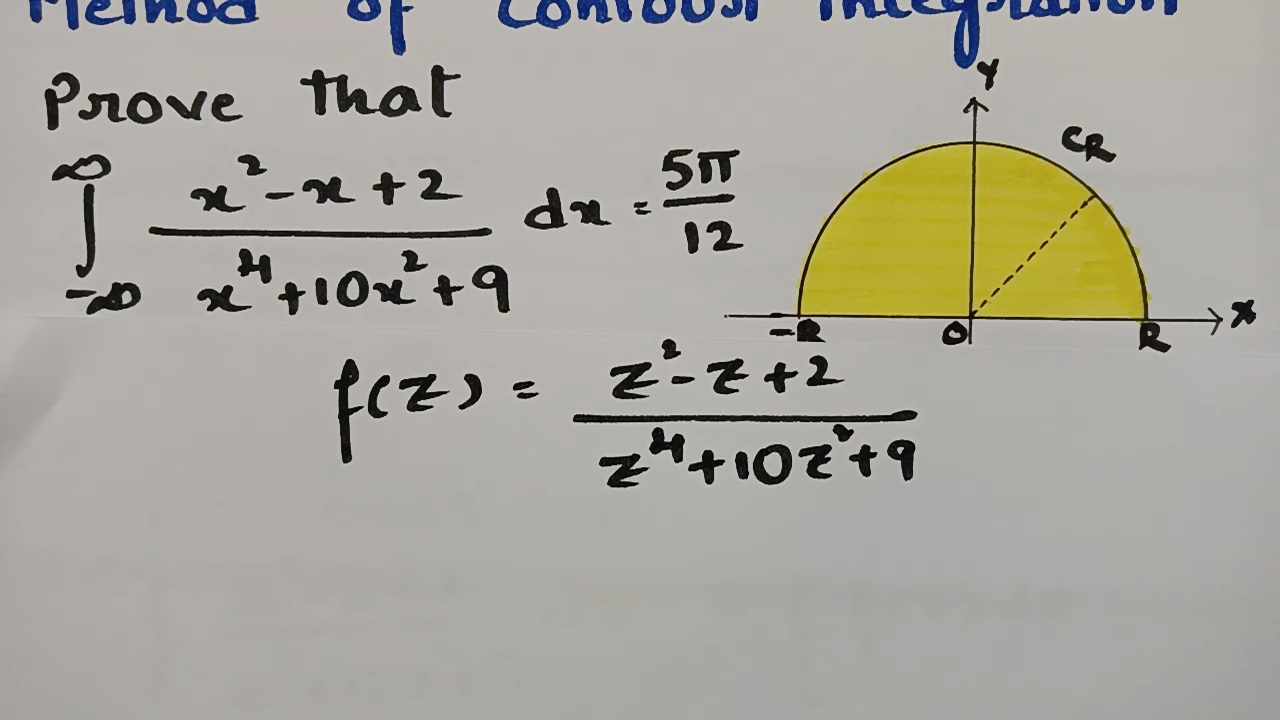 Method of Contour Integration
Prove that
∞
∫ x²-x+2 / x⁴+10x²+9 dx = 5π/12
-∞
Y
CR
-R
O
R
X
f(z) = z²-z+2 / z⁴+10z²+9